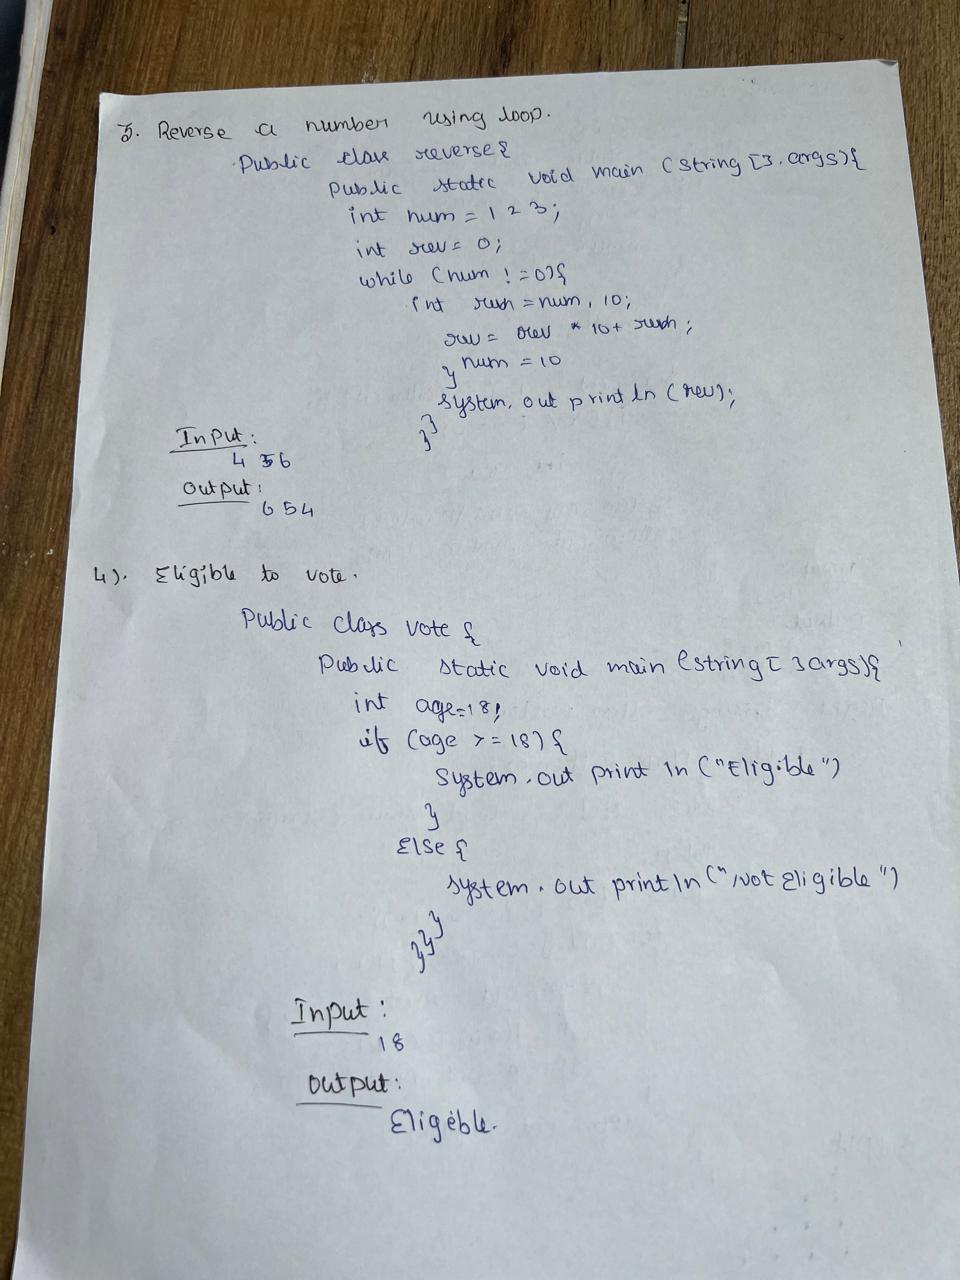 3. Reverse a number using loop.
Public class reverse{
Public static void main (string [], args){
int num = 123;
int rev = 0;
while (num != 0){
int = num, 10;
rev = rev * 10 + ;
num = 10
}
system. out println (rev);
}
}
Input:
456
Output:
654
4). Eligible to vote.
Public class vote {
Public static void main (string [] args){
int age=18;
if (age >= 18) {
System.out println ("Eligible")
}
Else {
system. out println ("Not Eligible")
}
}
}
Input:
18
Output:
Eligeble.